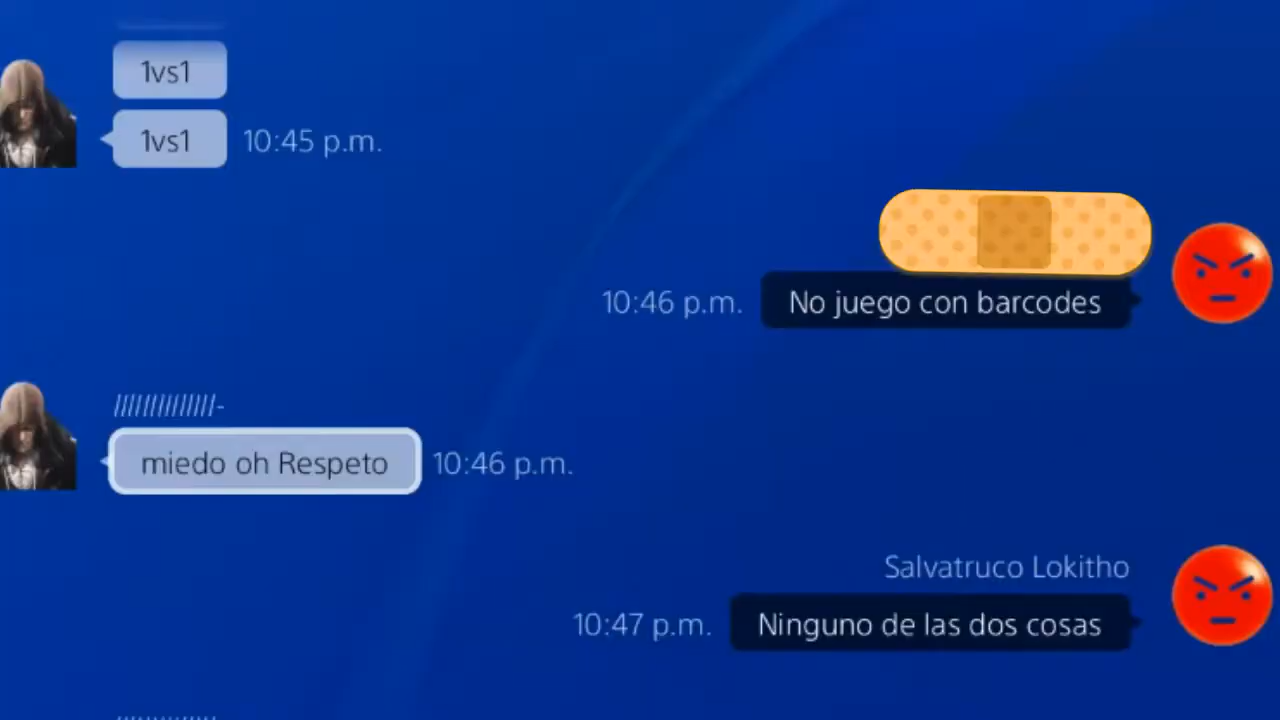 1vs1
1vs1 10:45 p.m.
10:46 p.m. No juego con barcodes
//////////////-
miedo oh Respeto 10:46 p.m.
Salvatruco Lokitho
10:47 p.m. Ninguno de las dos cosas